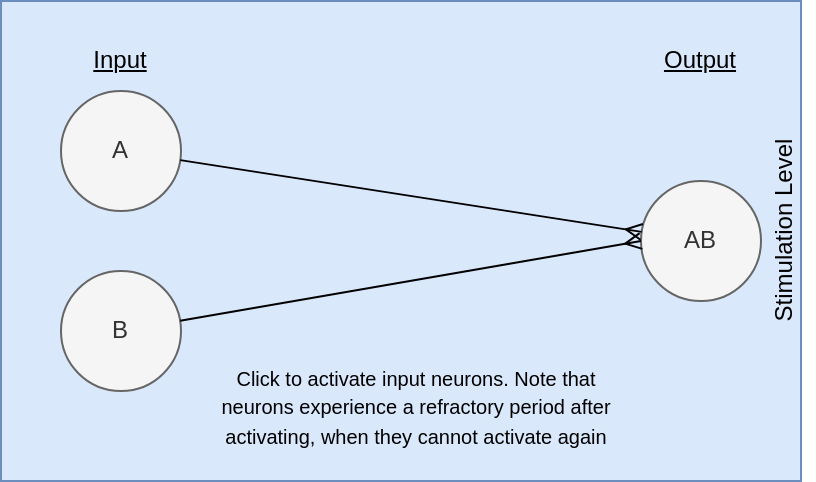 Input
Output
A
B
AB
Stimulation Level
Click to activate input neurons. Note that
neurons experience a refractory period after
activating, when they cannot activate again